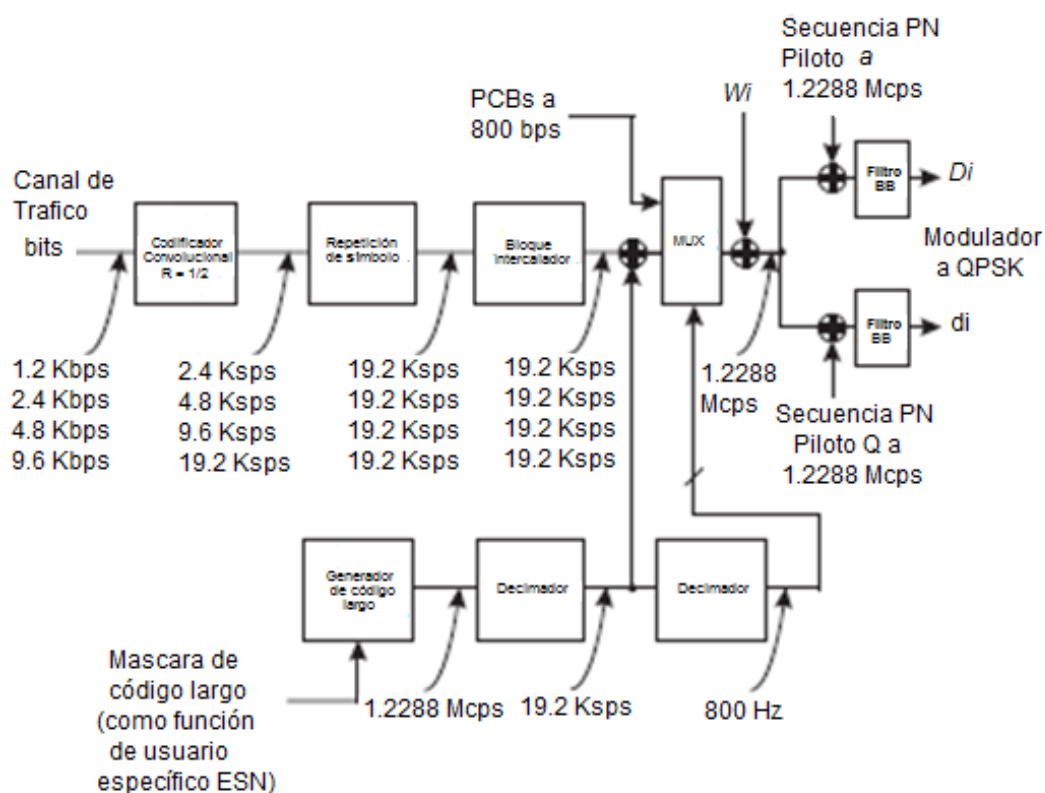 Secuencia PN
Piloto a
1.2288 Mcps
PCBs a
800 bps
Wi
Canal de
Trafico
bits
Codificador
Convolucional
R = 1/2
Repetición
de símbolo
Bloque
Intercalador
MUX
Filtro
BB
Di
Modulador
a QPSK
Filtro
BB
di
1.2 Kbps
2.4 Kbps
4.8 Kbps
9.6 Kbps
2.4 Ksps
4.8 Ksps
9.6 Ksps
19.2 Ksps
19.2 Ksps
19.2 Ksps
19.2 Ksps
19.2 Ksps
19.2 Ksps
19.2 Ksps
19.2 Ksps
19.2 Ksps
1.2288
Mcps
Secuencia PN
Piloto Q a
1.2288 Mcps
Generador
de código
largo
Decimador
Decimador
Mascara de
código largo
(como función
de usuario
específico ESN)
1.2288 Mcps
19.2 Ksps
800 Hz